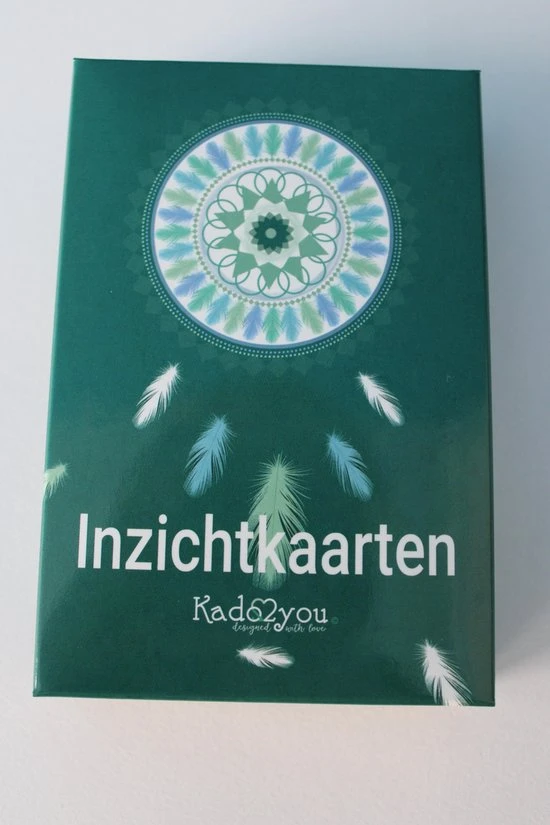 Inzichtkaarten
Kado2you©
designed with love